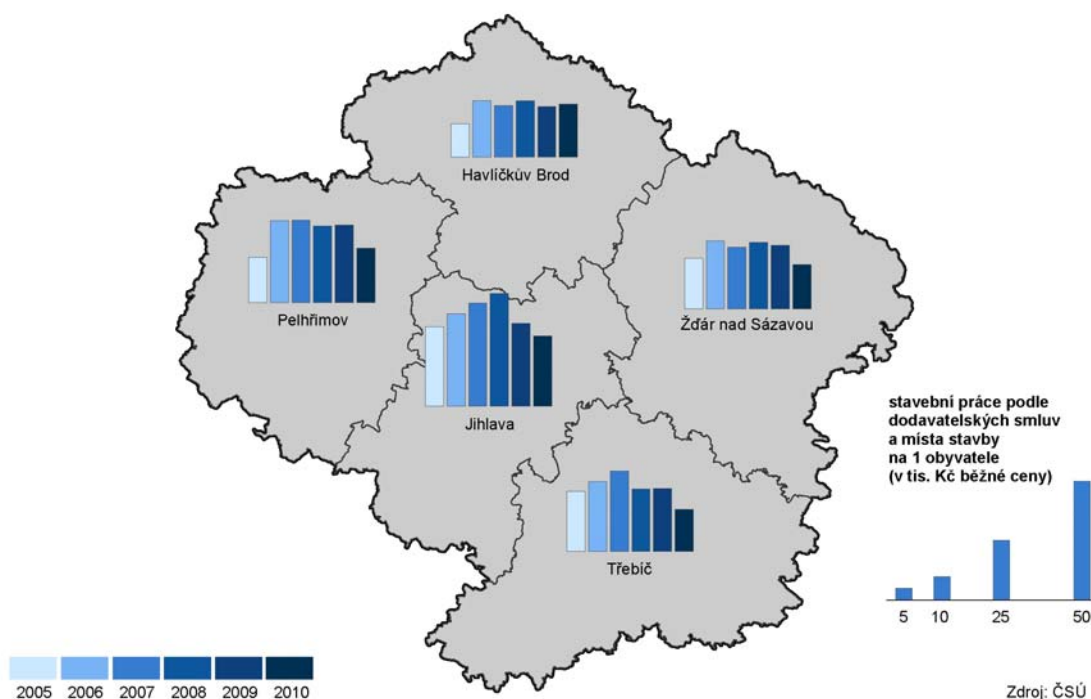 Havlíčkův Brod
Pelhřimov
Žďár nad Sázavou
Jihlava
Třebíč
stavební práce podle
dodavatelských smluv
a místa stavby
na 1 obyvatele
(v tis. Kč běžné ceny)
5 10 25 50
2005 2006 2007 2008 2009 2010
Zdroj: ČSÚ